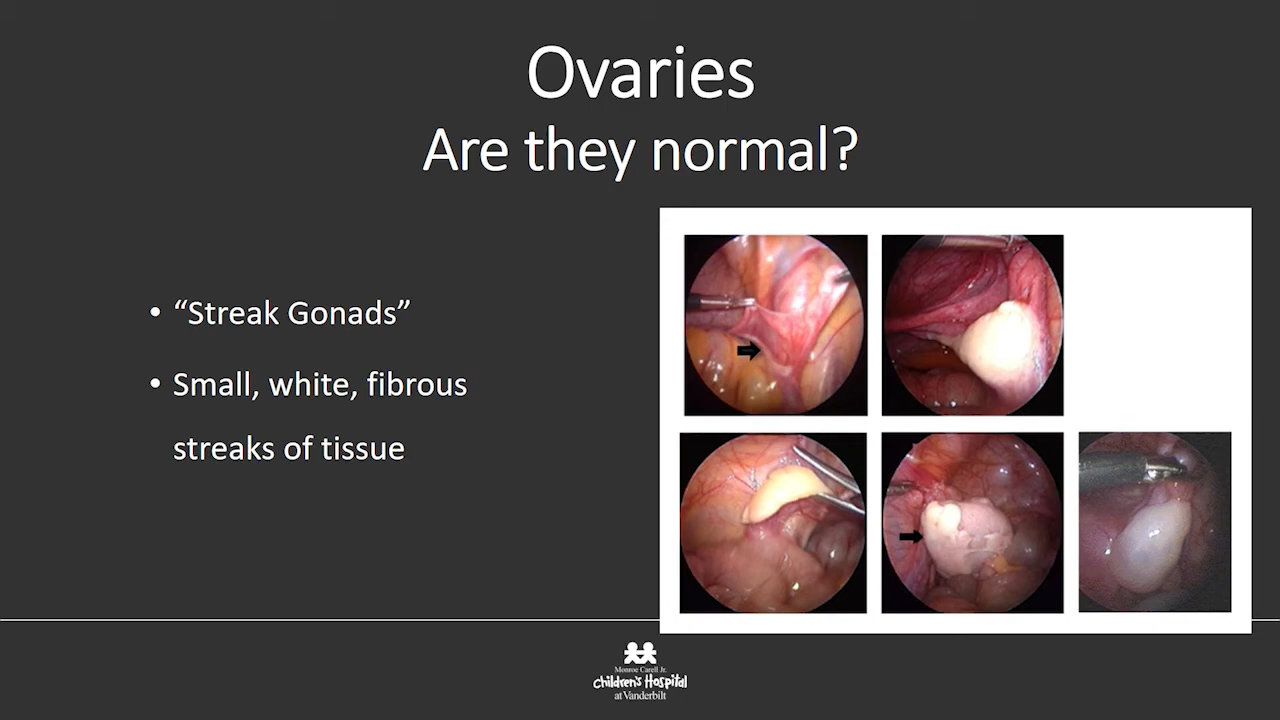 Ovaries
Are they normal?
• “Streak Gonads”
• Small, white, fibrous
streaks of tissue
Monroe Carell Jr.
Children's Hospital
at Vanderbilt